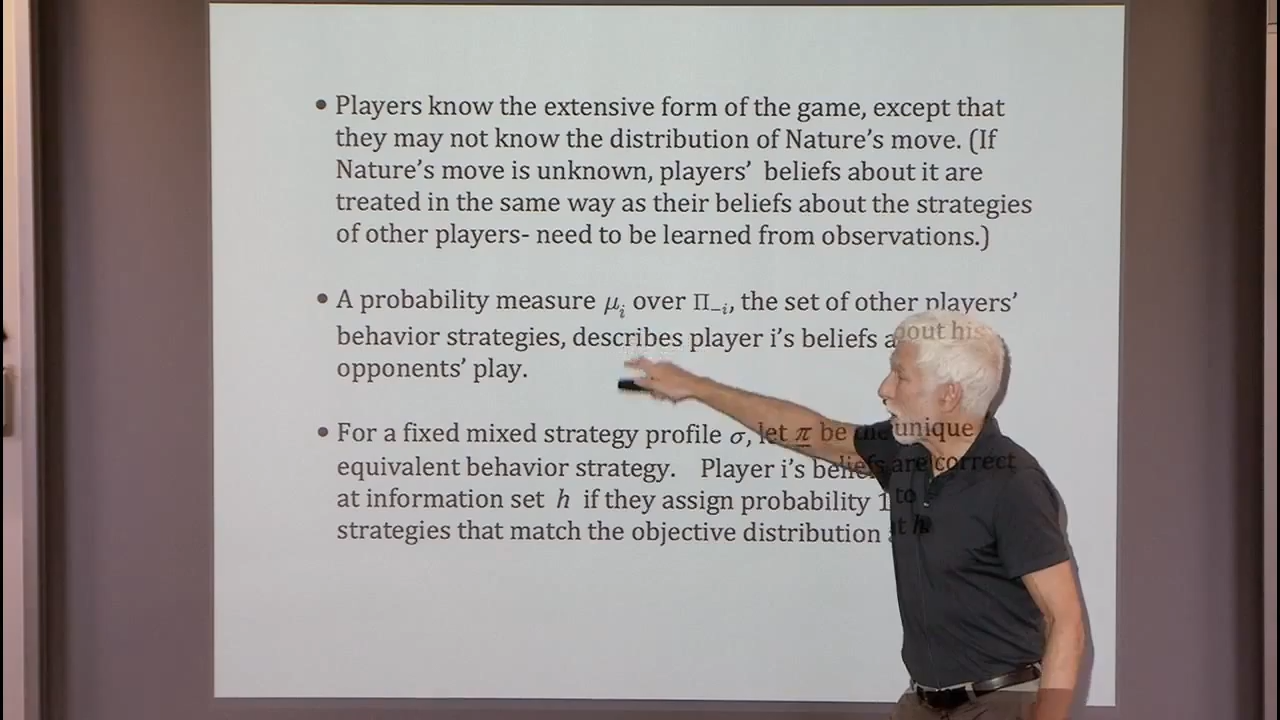 • Players know the extensive form of the game, except that
they may not know the distribution of Nature's move. (If
Nature's move is unknown, players' beliefs about it are
treated in the same way as their beliefs about the strategies
of other players- need to be learned from observations.)
• A probability measure μᵢ over Π₋ᵢ, the set of other players'
behavior strategies, describes player i's beliefs about his
opponents' play.
• For a fixed mixed strategy profile σ, let π be the unique
equivalent behavior strategy. Player i's beliefs are correct
at information set h if they assign probability 1 to
strategies that match the objective distribution at h